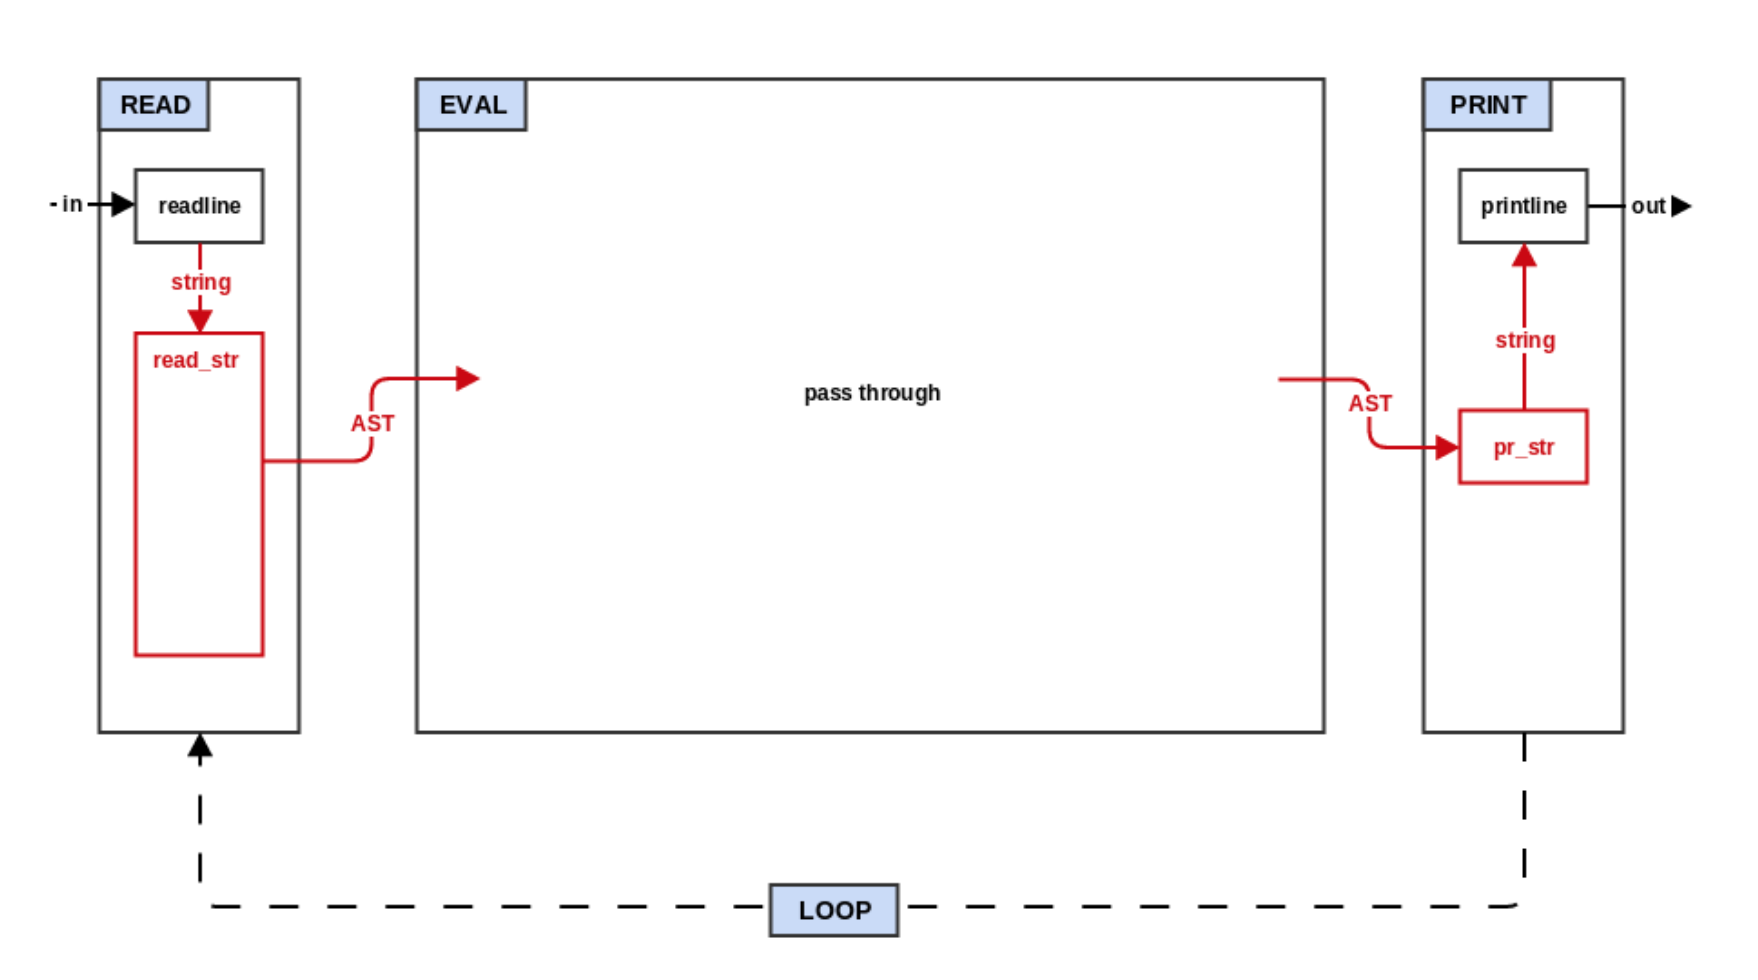 READ
EVAL
PRINT
- in
readline
printline
out
string
string
read_str
AST
pass through
AST
pr_str
LOOP